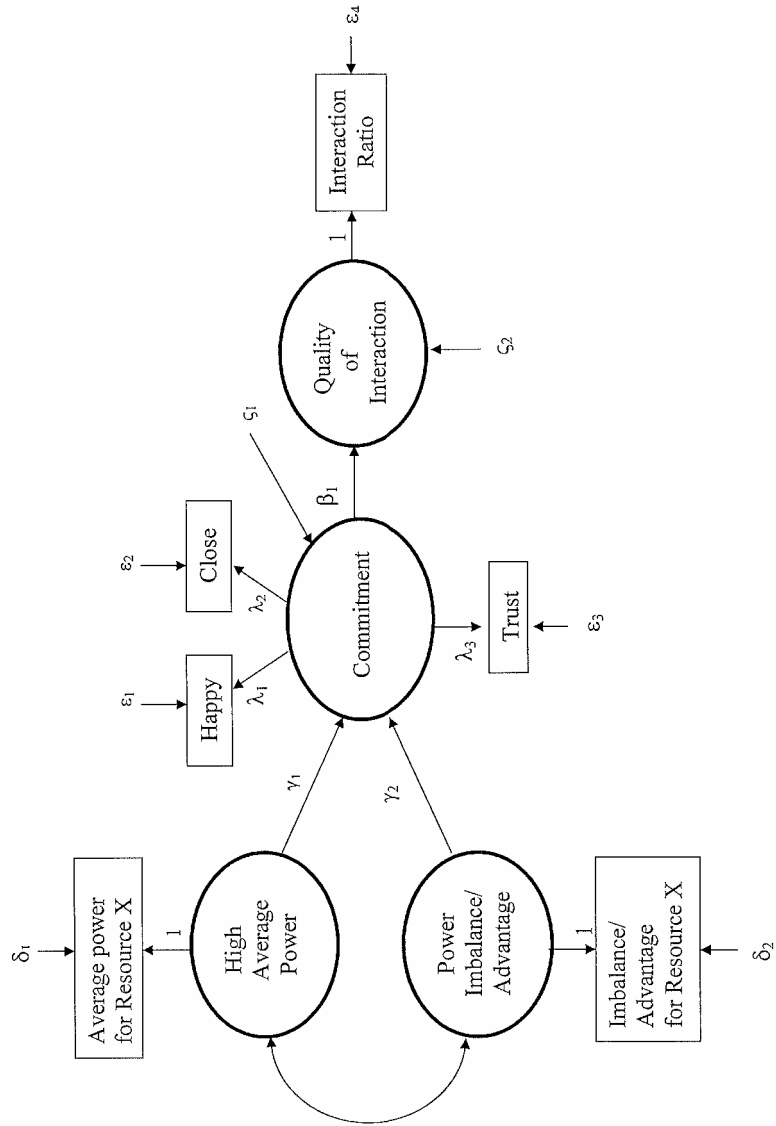 δ₁
Average power
for Resource X
1
High
Average
Power
Power
Imbalance/
Advantage
1
Imbalance/
Advantage
for Resource X
δ₂
γ₁
γ₂
ε₁
Happy
λ₁
ε₂
Close
λ₂
ς₁
Commitment
λ₃
Trust
ε₃
β₁
Quality
of
Interaction
ς₂
1
Interaction
Ratio
ε₄